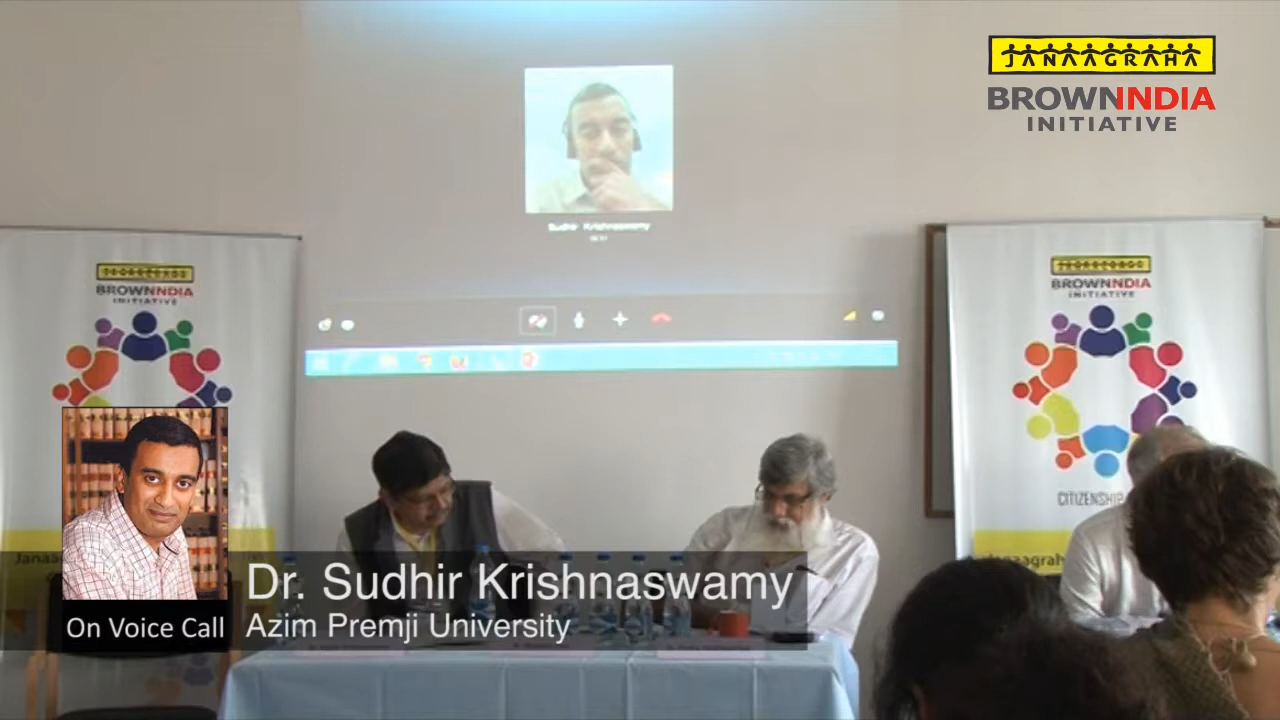 JANAAGRAHA
BROWNINDIA
INITIATIVE
Sudhir Krishnaswamy
BROWNINDIA
INITIATIVE
BROWNINDIA
INITIATIVE
CITIZENSHIP
Dr. Sudhir Krishnaswamy
On Voice Call
Azim Premji University